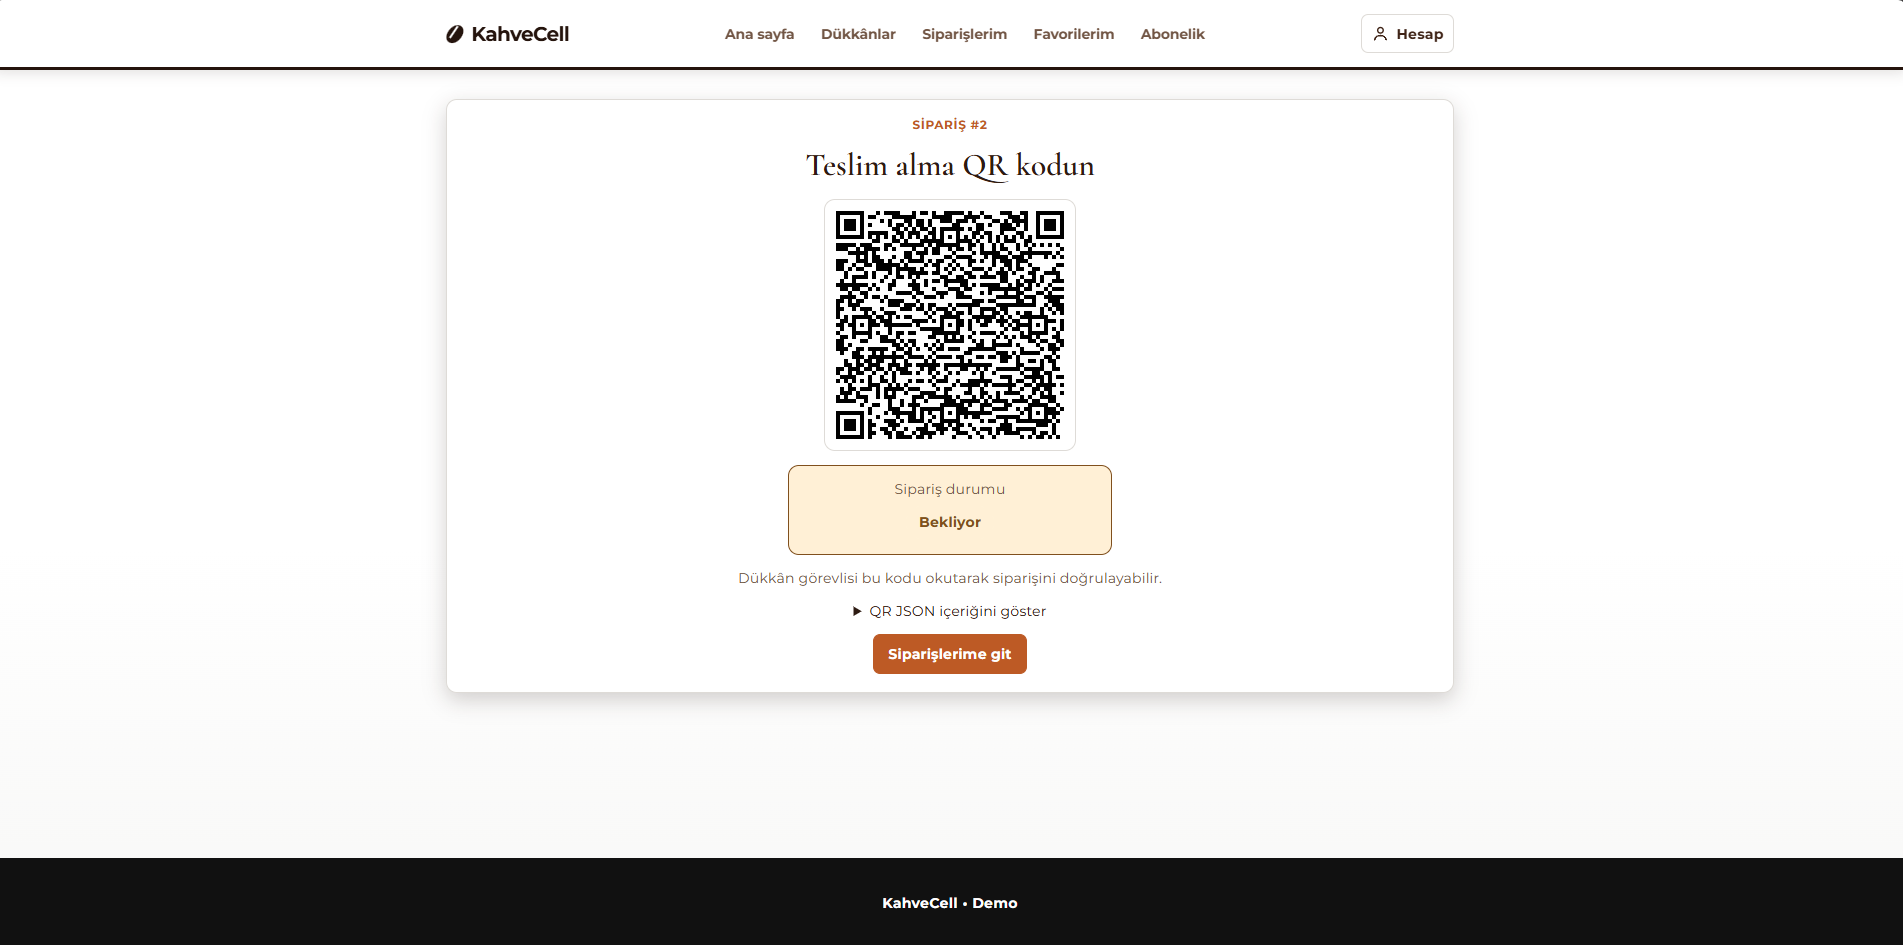 KahveCell
Ana sayfa
Dükkânlar
Siparişlerim
Favorilerim
Abonelik
Hesap
SİPARİŞ #2
Teslim alma QR kodun
Sipariş durumu
Bekliyor
Dükkân görevlisi bu kodu okutarak siparişini doğrulayabilir.
QR JSON içeriğini göster
Siparişlerime git
KahveCell • Demo